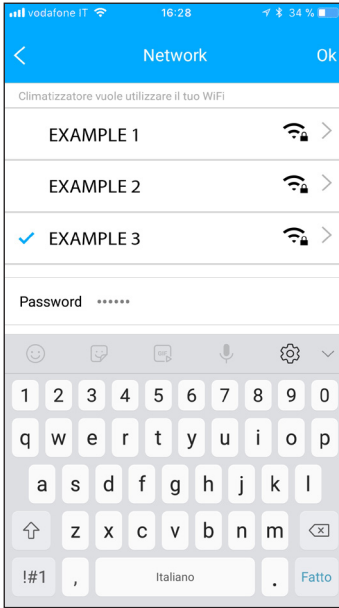 vodafone IT 16:28 34 %
Network Ok
Climatizzatore vuole utilizzare il tuo WiFi
EXAMPLE 1
EXAMPLE 2
EXAMPLE 3
Password ••••••
GIF
1 2 3 4 5 6 7 8 9 0
q w e r t y u i o p
a s d f g h j k l
z x c v b n m
!#1 , Italiano . Fatto